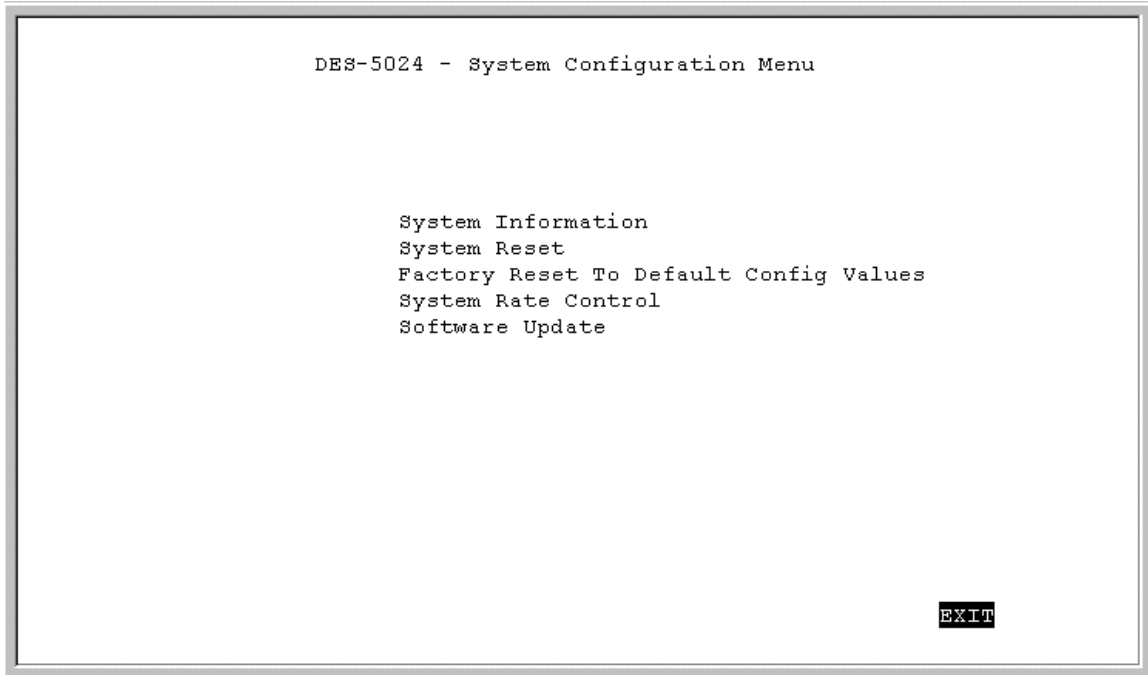 DES-5024 - System Configuration Menu
System Information
System Reset
Factory Reset To Default Config Values
System Rate Control
Software Update
EXIT